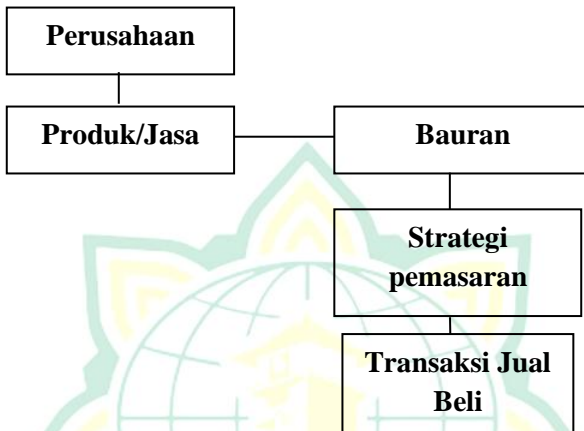 Perusahaan
Produk/Jasa
Bauran
Strategi
pemasaran
Transaksi Jual
Beli